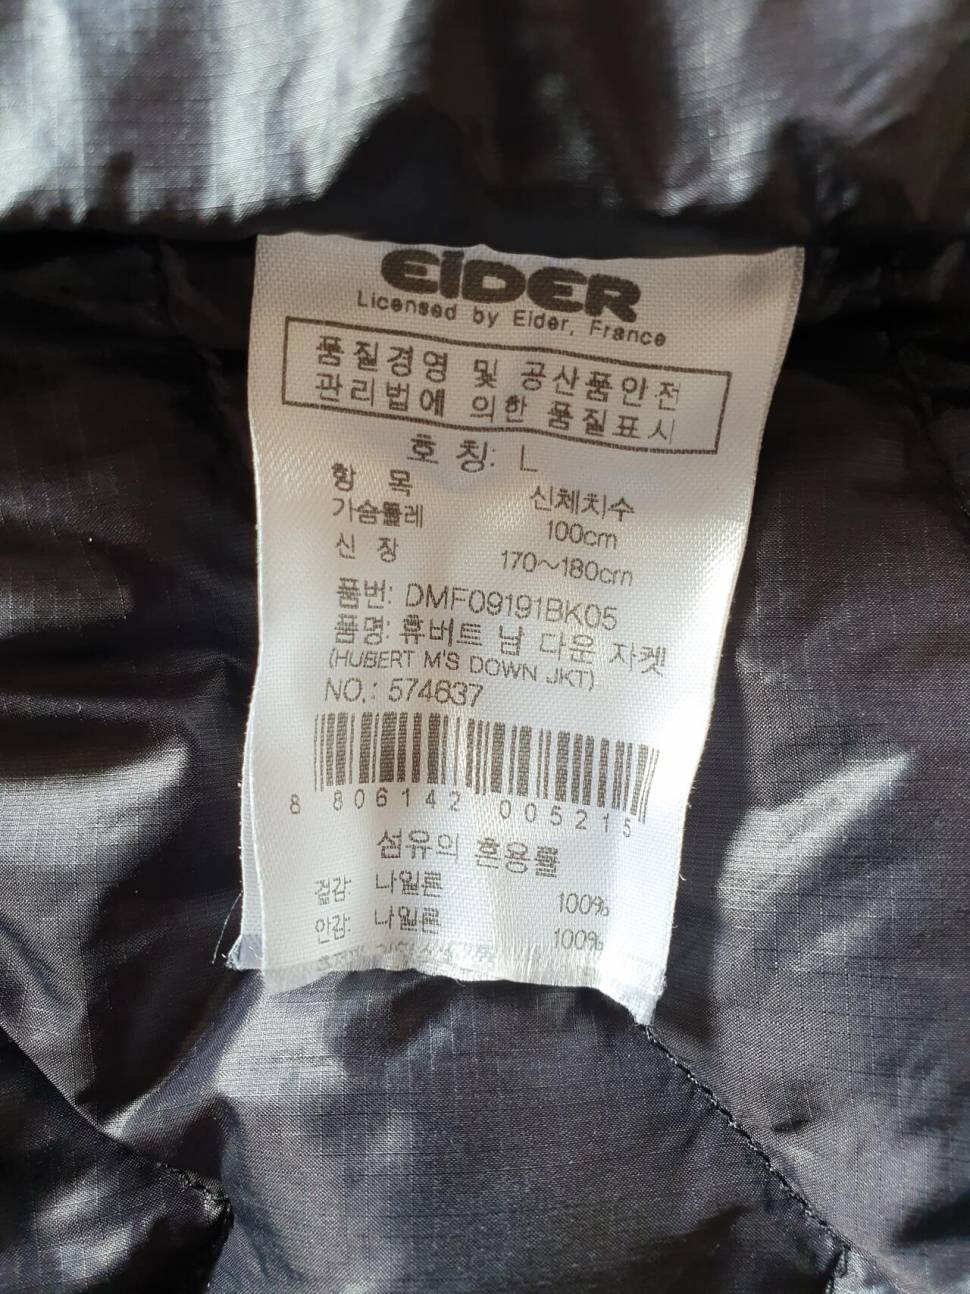 EiDER
Licensed by Eider, France
품질경영 및 공산품안전
관리법에 의한 품질표시
호 칭: L
항 목 신체치수
가슴둘레 100cm
신 장 170~180cm
품번: DMF09191BK05
품명: 휴버트 남 다운 자켓
(HUBERT M'S DOWN JKT)
NO.: 574637
8 806142 005215
섬유의 혼용률
겉감: 나일론 100%
안감: 나일론 100%